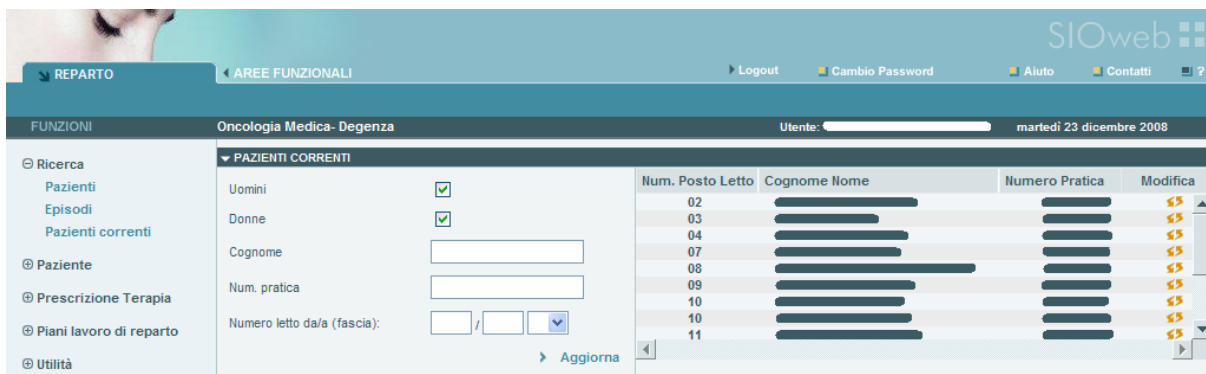 SIOweb
REPARTO
AREE FUNZIONALI
Logout
Cambio Password
Aiuto
Contatti
?
FUNZIONI
Oncologia Medica- Degenza
Utente:
martedì 23 dicembre 2008
Ricerca
Pazienti
Episodi
Pazienti correnti
Paziente
Prescrizione Terapia
Piani lavoro di reparto
Utilità
PAZIENTI CORRENTI
Uomini
Donne
Cognome
Num. pratica
Numero letto da/a (fascia):
/
Aggiorna
Num. Posto Letto Cognome Nome Numero Pratica Modifica
02
03
04
07
08
09
10
10
11